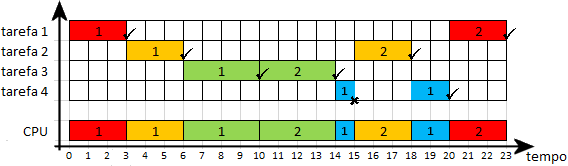 tarefa 1 1 2
tarefa 2 1 2
tarefa 3 1 2
tarefa 4 1 1
CPU 1 1 1 2 1 2 1 2
0 1 2 3 4 5 6 7 8 9 10 11 12 13 14 15 16 17 18 19 20 21 22 23 tempo